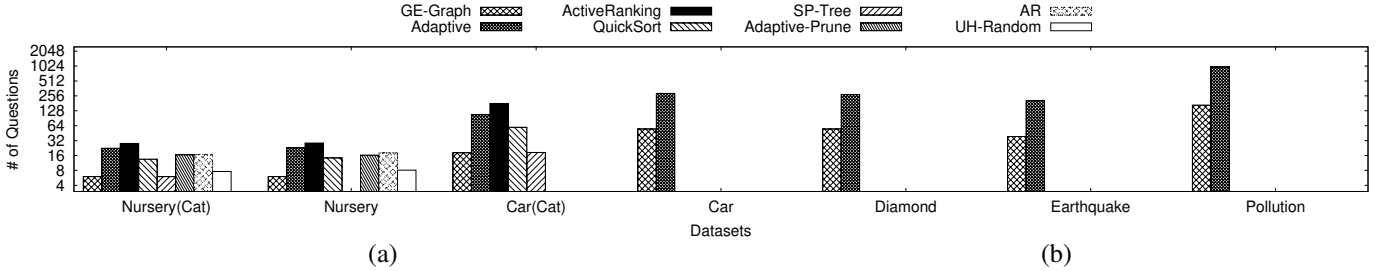 GE-Graph ActiveRanking SP-Tree AR
Adaptive QuickSort Adaptive-Prune UH-Random
# of Questions
2048
1024
512
256
128
64
32
16
8
4
Nursery(Cat) Nursery Car(Cat) Car Diamond Earthquake Pollution
Datasets
(a) (b)